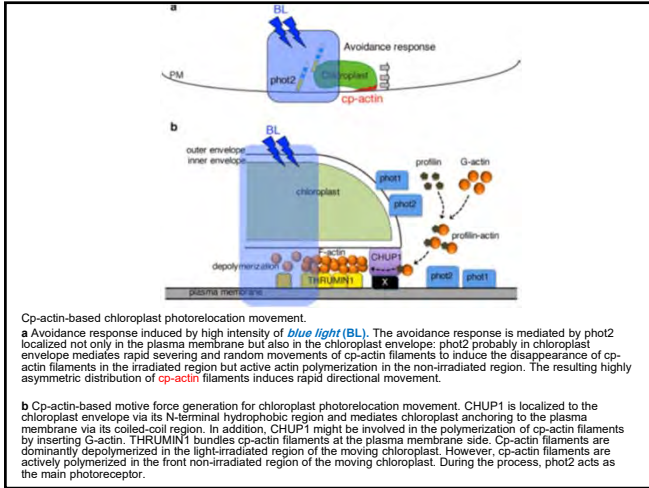 a
BL
Avoidance response
phot2
Chloroplast
PM
cp-actin
b
BL
outer envelope
inner envelope
profilin
G-actin
phot1
chloroplast
phot2
profilin-actin
F-actin
CHUP1
depolymerization
phot2
phot1
THRUMIN1
X
plasma membrane
Cp-actin-based chloroplast photorelocation movement.
a Avoidance response induced by high intensity of blue light (BL). The avoidance response is mediated by phot2
localized not only in the plasma membrane but also in the chloroplast envelope: phot2 probably in chloroplast
envelope mediates rapid severing and random movements of cp-actin filaments to induce the disappearance of cp-
actin filaments in the irradiated region but active actin polymerization in the non-irradiated region. The resulting highly
asymmetric distribution of cp-actin filaments induces rapid directional movement.
b Cp-actin-based motive force generation for chloroplast photorelocation movement. CHUP1 is localized to the
chloroplast envelope via its N-terminal hydrophobic region and mediates chloroplast anchoring to the plasma
membrane via its coiled-coil region. In addition, CHUP1 might be involved in the polymerization of cp-actin filaments
by inserting G-actin. THRUMIN1 bundles cp-actin filaments at the plasma membrane side. Cp-actin filaments are
dominantly depolymerized in the light-irradiated region of the moving chloroplast. However, cp-actin filaments are
actively polymerized in the front non-irradiated region of the moving chloroplast. During the process, phot2 acts as
the main photoreceptor.